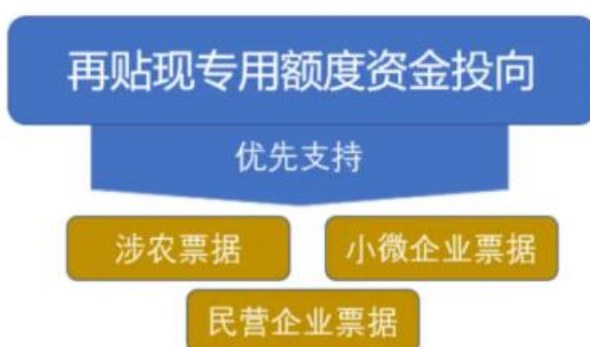 再贴现专用额度资金投向
优先支持
涉农票据 小微企业票据
民营企业票据